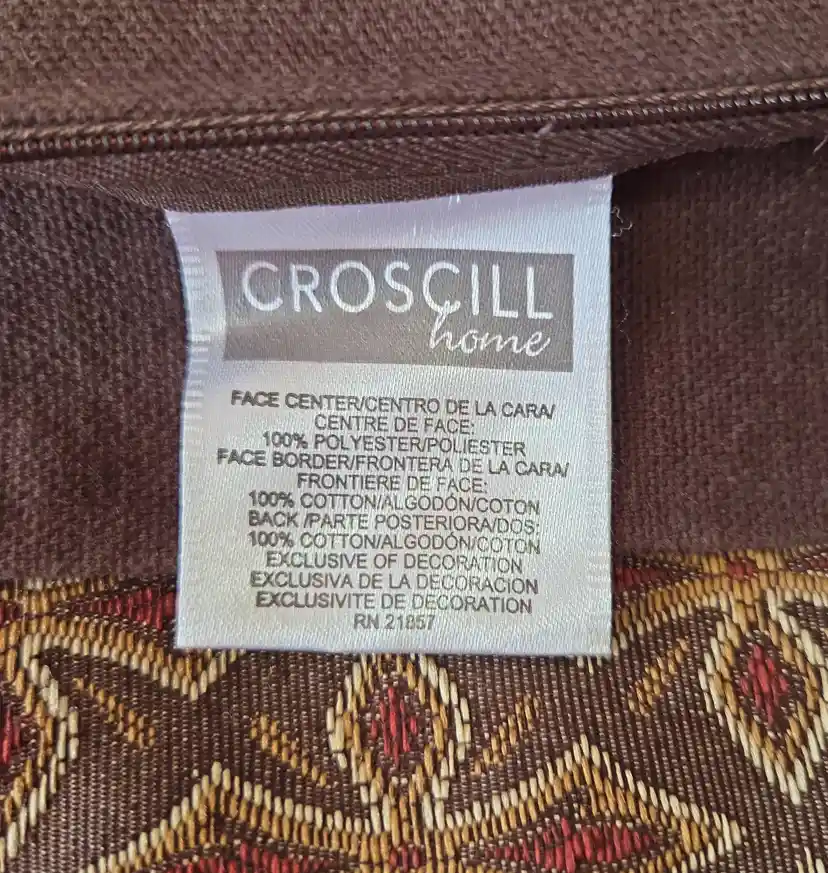 CROSCILL
home
FACE CENTER/CENTRO DE LA CARA/
CENTRE DE FACE:
100% POLYESTER/POLIESTER
FACE BORDER/FRONTERA DE LA CARA/
FRONTIERE DE FACE:
100% COTTON/ALGODÓN/COTON
BACK /PARTE POSTERIORA/DOS:
100% COTTON/ALGODÓN/COTON
EXCLUSIVE OF DECORATION
EXCLUSIVA DE LA DECORACION
EXCLUSIVITE DE DECORATION
RN 21857